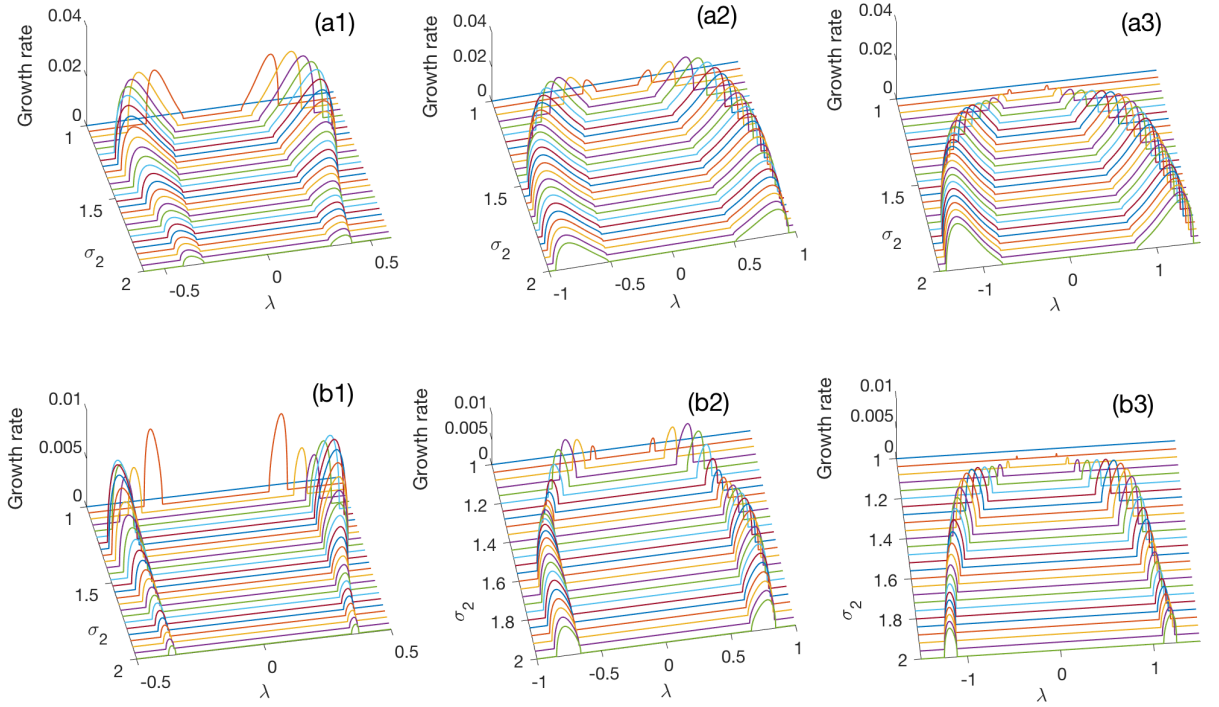 (a1)
Growth rate
0.04
0.02
0
1
1.5
2
σ2
-0.5
0
0.5
λ
(a2)
Growth rate
0.04
0.02
0
1
1.5
2
σ2
-1
-0.5
0
0.5
1
λ
(a3)
Growth rate
0.04
0.02
0
1
1.5
2
σ2
-1
0
1
λ
(b1)
Growth rate
0.01
0.005
0
1
1.5
2
σ2
-0.5
0
0.5
λ
(b2)
Growth rate
0.01
0.005
0
1
1.2
1.4
1.6
1.8
2
σ2
-1
-0.5
0
0.5
1
λ
(b3)
Growth rate
0.01
0.005
0
1
1.2
1.4
1.6
1.8
2
σ2
-1
0
1
λ